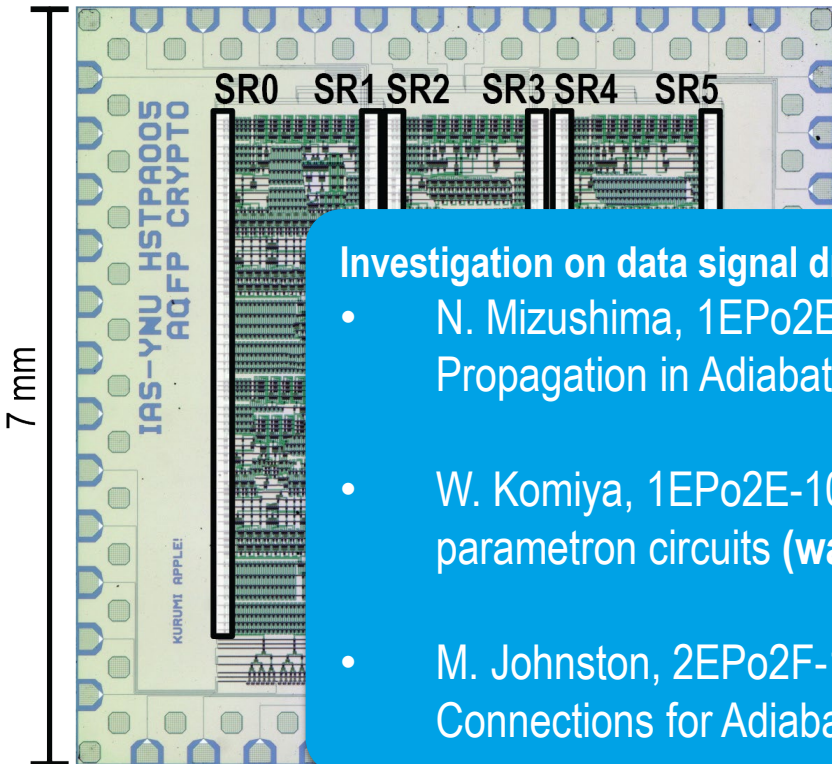 SR0 SR1 SR2 SR3 SR4 SR5
IAS-YNU HSTPA005
AQFP CRYPTO
KURUMI APPLE!
7 mm
Investigation on data signal d
• N. Mizushima, 1EPo2E
Propagation in Adiabat
• W. Komiya, 1EPo2E-10
parametron circuits (wa
• M. Johnston, 2EPo2F-
Connections for Adiaba